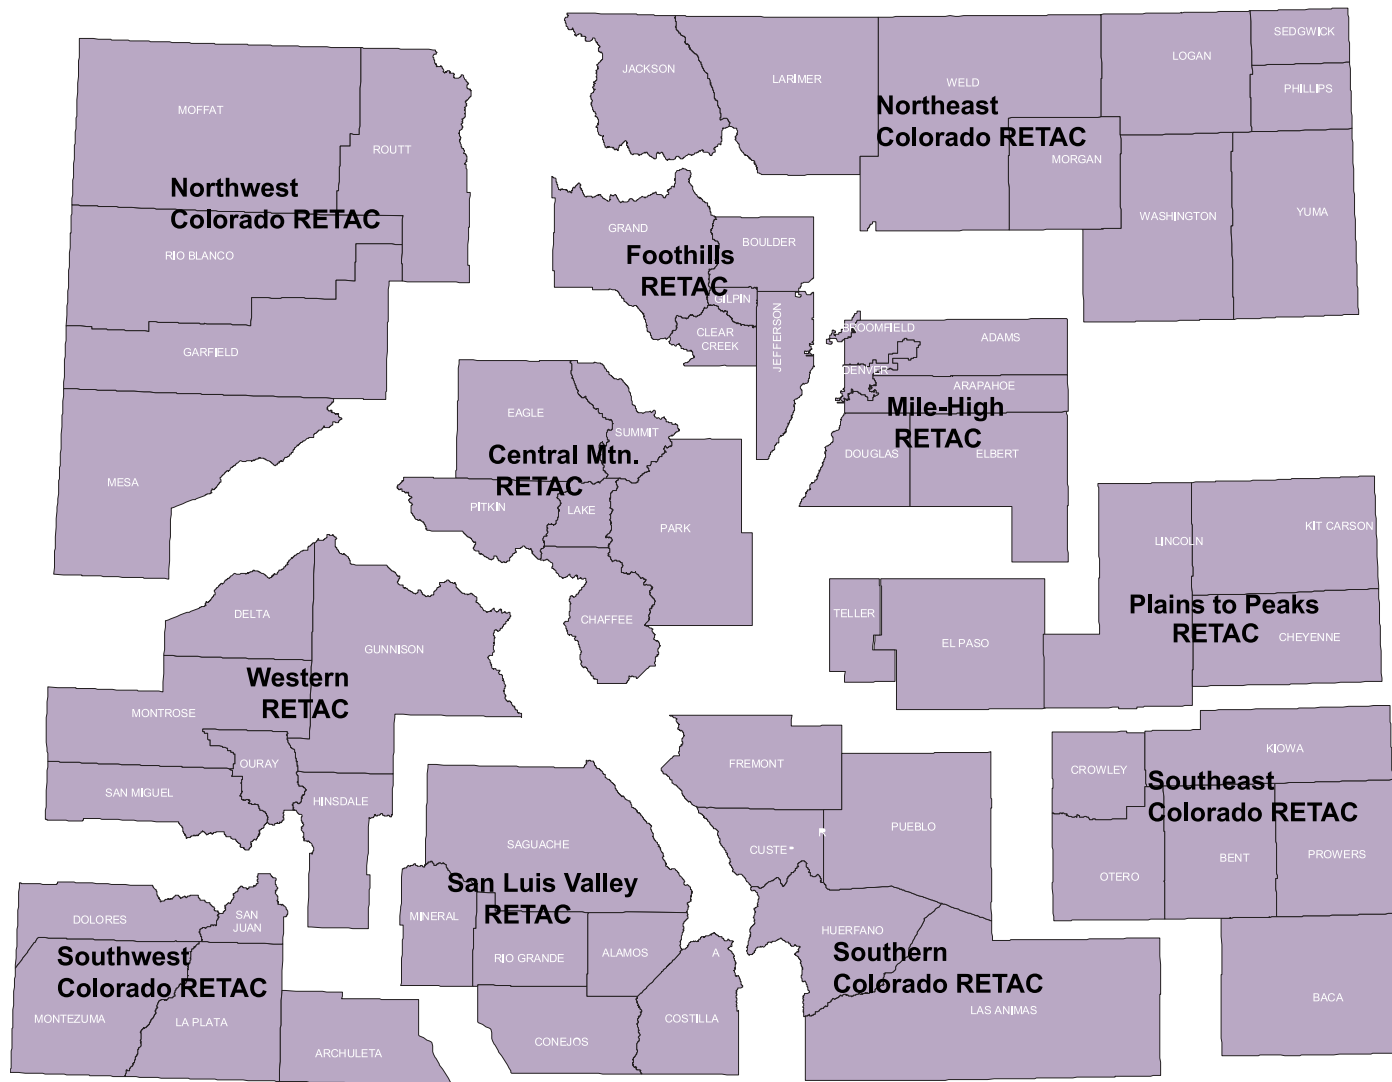 SEDGWICK
LOGAN
JACKSON
LARIMER
WELD
PHILLIPS
Northeast
Colorado RETAC
MORGAN
WASHINGTON
YUMA
MOFFAT
ROUTT
Northwest
Colorado RETAC
RIO BLANCO
GARFIELD
MESA
GRAND
BOULDER
Foothills
RETAC
GILPIN
CLEAR
CREEK
JEFFERSON
BROOMFIELD
ADAMS
DENVER
ARAPAHOE
Mile-High
RETAC
DOUGLAS
ELBERT
EAGLE
SUMMIT
Central Mtn.
RETAC
PITKIN
LAKE
PARK
CHAFFEE
KIT CARSON
LINCOLN
Plains to Peaks
RETAC
TELLER
EL PASO
CHEYENNE
DELTA
GUNNISON
Western
RETAC
MONTROSE
OURAY
SAN MIGUEL
HINSDALE
FREMONT
PUEBLO
CUSTE
R
KIOWA
CROWLEY
Southeast
Colorado RETAC
BENT
PROWERS
OTERO
BACA
SAGUACHE
San Luis Valley
RETAC
MINERAL
RIO GRANDE
ALAMOS
A
CONEJOS
COSTILLA
HUERFANO
Southern
Colorado RETAC
LAS ANIMAS
DOLORES
SAN
JUAN
Southwest
Colorado RETAC
MONTEZUMA
LA PLATA
ARCHULETA